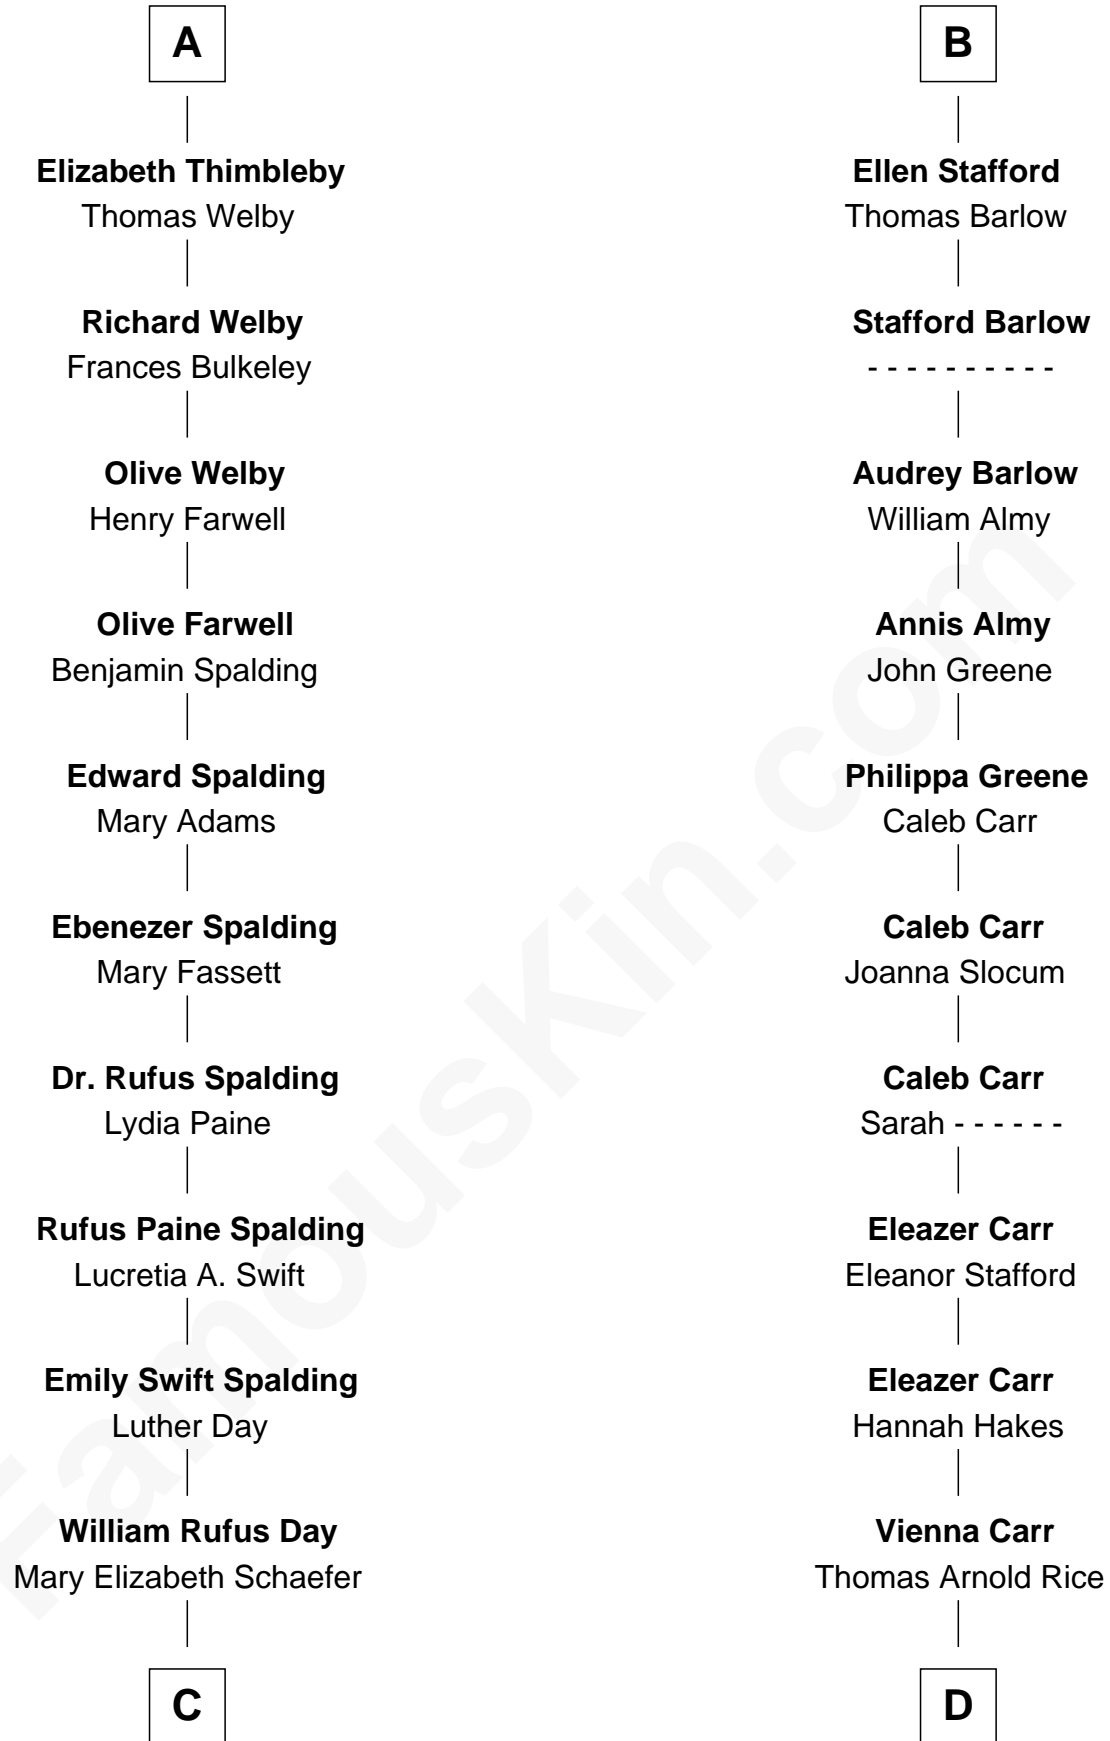 A
Elizabeth Thimbleby
Thomas Welby
Richard Welby
Frances Bulkeley
Olive Welby
Henry Farwell
Olive Farwell
Benjamin Spalding
Edward Spalding
Mary Adams
Ebenezer Spalding
Mary Fassett
Dr. Rufus Spalding
Lydia Paine
Rufus Paine Spalding
Lucretia A. Swift
Emily Swift Spalding
Luther Day
William Rufus Day
Mary Elizabeth Schaefer
C
B
Ellen Stafford
Thomas Barlow
Stafford Barlow
- - - - - - - - - -
Audrey Barlow
William Almy
Annis Almy
John Greene
Philippa Greene
Caleb Carr
Caleb Carr
Joanna Slocum
Caleb Carr
Sarah - - - - - -
Eleazer Carr
Eleanor Stafford
Eleazer Carr
Hannah Hakes
Vienna Carr
Thomas Arnold Rice
D
FamousKin.com